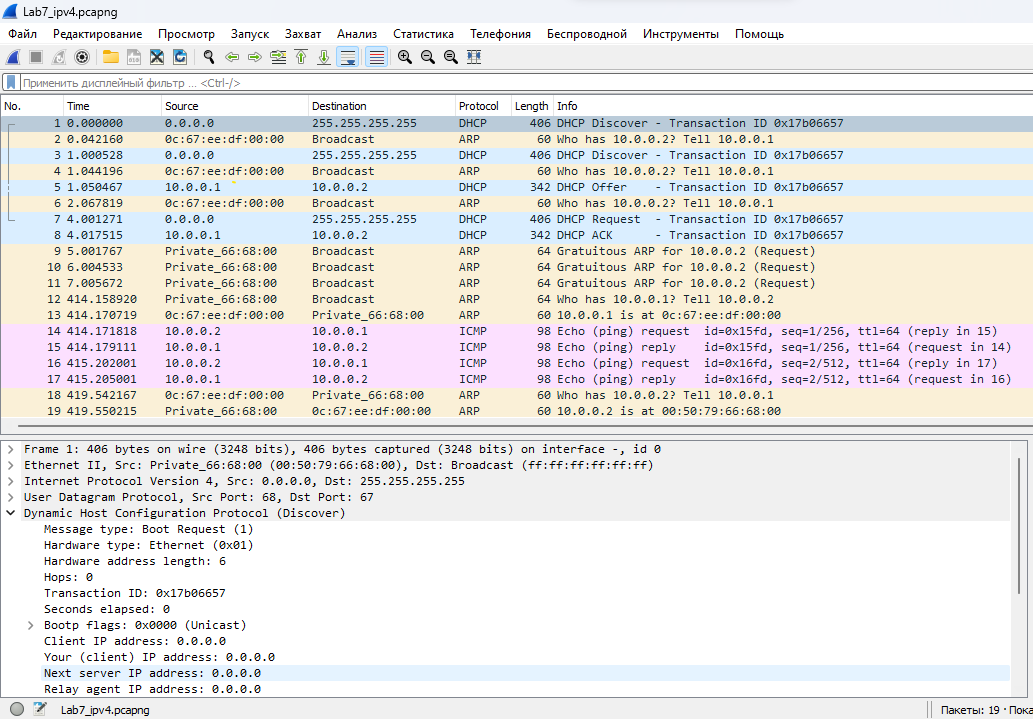 Lab7_ipv4.pcapng
Файл Редактирование Просмотр Запуск Захват Анализ Статистика Телефония Беспроводной Инструменты Помощь
Применить дисплейный фильтр ... <Ctrl-/>
No. Time Source Destination Protocol Length Info
1 0.000000 0.0.0.0 255.255.255.255 DHCP 406 DHCP Discover - Transaction ID 0x17b06657
2 0.042160 0c:67:ee:df:00:00 Broadcast ARP 60 Who has 10.0.0.2? Tell 10.0.0.1
3 1.000528 0.0.0.0 255.255.255.255 DHCP 406 DHCP Discover - Transaction ID 0x17b06657
4 1.044196 0c:67:ee:df:00:00 Broadcast ARP 60 Who has 10.0.0.2? Tell 10.0.0.1
5 1.050467 10.0.0.1 10.0.0.2 DHCP 342 DHCP Offer - Transaction ID 0x17b06657
6 2.067819 0c:67:ee:df:00:00 Broadcast ARP 60 Who has 10.0.0.2? Tell 10.0.0.1
7 4.001271 0.0.0.0 255.255.255.255 DHCP 406 DHCP Request - Transaction ID 0x17b06657
8 4.017515 10.0.0.1 10.0.0.2 DHCP 342 DHCP ACK - Transaction ID 0x17b06657
9 5.001767 Private_66:68:00 Broadcast ARP 64 Gratuitous ARP for 10.0.0.2 (Request)
10 6.004533 Private_66:68:00 Broadcast ARP 64 Gratuitous ARP for 10.0.0.2 (Request)
11 7.005672 Private_66:68:00 Broadcast ARP 64 Gratuitous ARP for 10.0.0.2 (Request)
12 414.158920 Private_66:68:00 Broadcast ARP 64 Who has 10.0.0.1? Tell 10.0.0.2
13 414.170719 0c:67:ee:df:00:00 Private_66:68:00 ARP 60 10.0.0.1 is at 0c:67:ee:df:00:00
14 414.171818 10.0.0.2 10.0.0.1 ICMP 98 Echo (ping) request id=0x15fd, seq=1/256, ttl=64 (reply in 15)
15 414.179111 10.0.0.1 10.0.0.2 ICMP 98 Echo (ping) reply id=0x15fd, seq=1/256, ttl=64 (request in 14)
16 415.202001 10.0.0.2 10.0.0.1 ICMP 98 Echo (ping) request id=0x16fd, seq=2/512, ttl=64 (reply in 17)
17 415.205001 10.0.0.1 10.0.0.2 ICMP 98 Echo (ping) reply id=0x16fd, seq=2/512, ttl=64 (request in 16)
18 419.542167 0c:67:ee:df:00:00 Private_66:68:00 ARP 60 Who has 10.0.0.2? Tell 10.0.0.1
19 419.550215 Private_66:68:00 0c:67:ee:df:00:00 ARP 60 10.0.0.2 is at 00:50:79:66:68:00
Frame 1: 406 bytes on wire (3248 bits), 406 bytes captured (3248 bits) on interface -, id 0
Ethernet II, Src: Private_66:68:00 (00:50:79:66:68:00), Dst: Broadcast (ff:ff:ff:ff:ff:ff)
Internet Protocol Version 4, Src: 0.0.0.0, Dst: 255.255.255.255
User Datagram Protocol, Src Port: 68, Dst Port: 67
Dynamic Host Configuration Protocol (Discover)
Message type: Boot Request (1)
Hardware type: Ethernet (0x01)
Hardware address length: 6
Hops: 0
Transaction ID: 0x17b06657
Seconds elapsed: 0
Bootp flags: 0x0000 (Unicast)
Client IP address: 0.0.0.0
Your (client) IP address: 0.0.0.0
Next server IP address: 0.0.0.0
Relay agent IP address: 0.0.0.0
Lab7_ipv4.pcapng Пакеты: 19 · Пока